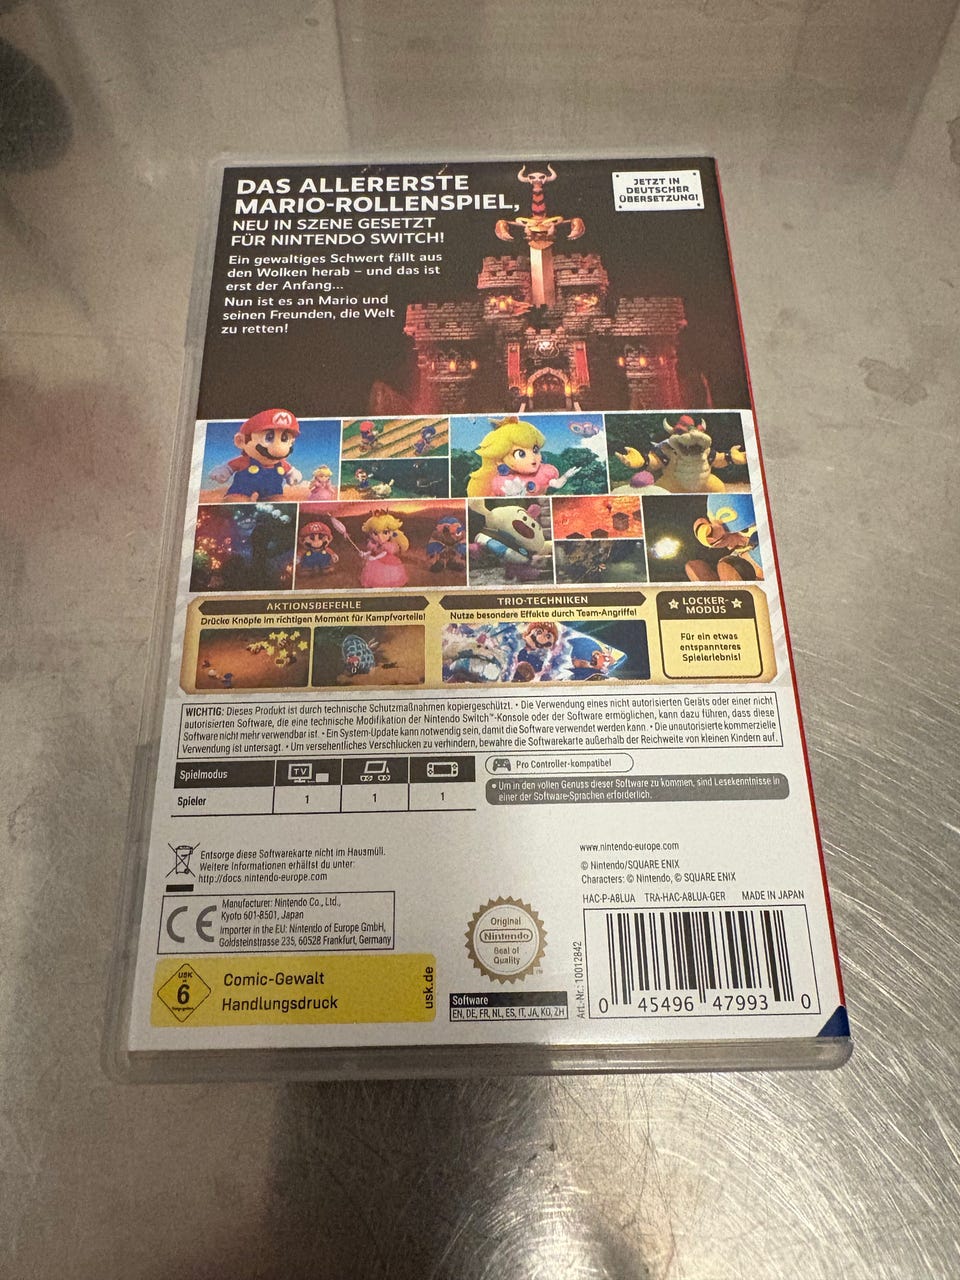 DAS ALLERERSTE
MARIO-ROLLENSPIEL,
NEU IN SZENE GESETZT
FÜR NINTENDO SWITCH!
Ein gewaltiges Schwert fällt aus
den Wolken herab – und das ist
erst der Anfang...
Nun ist es an Mario und
seinen Freunden, die Welt
zu retten!
JETZT IN
DEUTSCHER
ÜBERSETZUNG!
AKTIONSBEFEHLE
Drücke Knöpfe im richtigen Moment für Kampfvorteile!
TRIO-TECHNIKEN
Nutze besondere Effekte durch Team-Angriffe!
LOCKER-
MODUS
Für ein etwas
entspannteres
Spielerlebnis!
WICHTIG: Dieses Produkt ist durch technische Schutzmaßnahmen kopiergeschützt. • Die Verwendung eines nicht autorisierten Geräts oder einer nicht
autorisierten Software, die eine technische Modifikation der Nintendo Switch™-Konsole oder der Software ermöglichen, kann dazu führen, dass diese
Software nicht mehr verwendbar ist. • Ein System-Update kann notwendig sein, damit die Software verwendet werden kann. • Die unautorisierte kommerzielle
Verwendung ist untersagt. • Um versehentliches Verschlucken zu verhindern, bewahre die Softwarekarte außerhalb der Reichweite von kleinen Kindern auf.
Spielmodus TV
Spieler 1 1 1
Pro Controller-kompatibel
• Um in den vollen Genuss dieser Software zu kommen, sind Lesekenntnisse in
einer der Software-Sprachen erforderlich.
Entsorge diese Softwarekarte nicht im Hausmüll.
Weitere Informationen erhältst du unter:
http://docs.nintendo-europe.com
CE
Manufacturer: Nintendo Co., Ltd.,
Kyoto 601-8501, Japan
Importer in the EU: Nintendo of Europe GmbH,
Goldsteinstrasse 235, 60528 Frankfurt, Germany
USK
6
Comic-Gewalt
Handlungsdruck
usk.de
Original
Nintendo
Seal of
Quality
TM
Software
EN, DE, FR, NL, ES, IT, JA, KO, ZH
www.nintendo-europe.com
© Nintendo/SQUARE ENIX
Characters: © Nintendo, © SQUARE ENIX
HAC-P-A8LUA TRA-HAC-A8LUA-GER MADE IN JAPAN
Art.-Nr.: 10012842
0 45496 47993 0